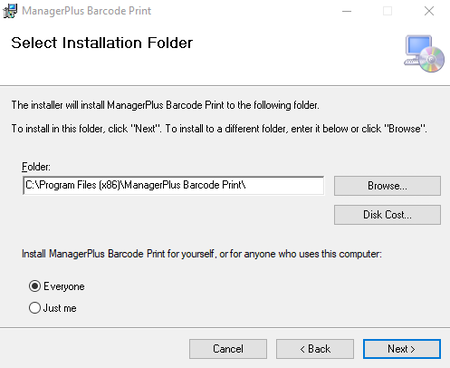 ManagerPlus Barcode Print
Select Installation Folder
The installer will install ManagerPlus Barcode Print to the following folder.
To install in this folder, click "Next". To install to a different folder, enter it below or click "Browse".
Folder:
C:\Program Files (x86)\ManagerPlus Barcode Print\
Browse...
Disk Cost...
Install ManagerPlus Barcode Print for yourself, or for anyone who uses this computer:
Everyone
Just me
Cancel
< Back
Next >